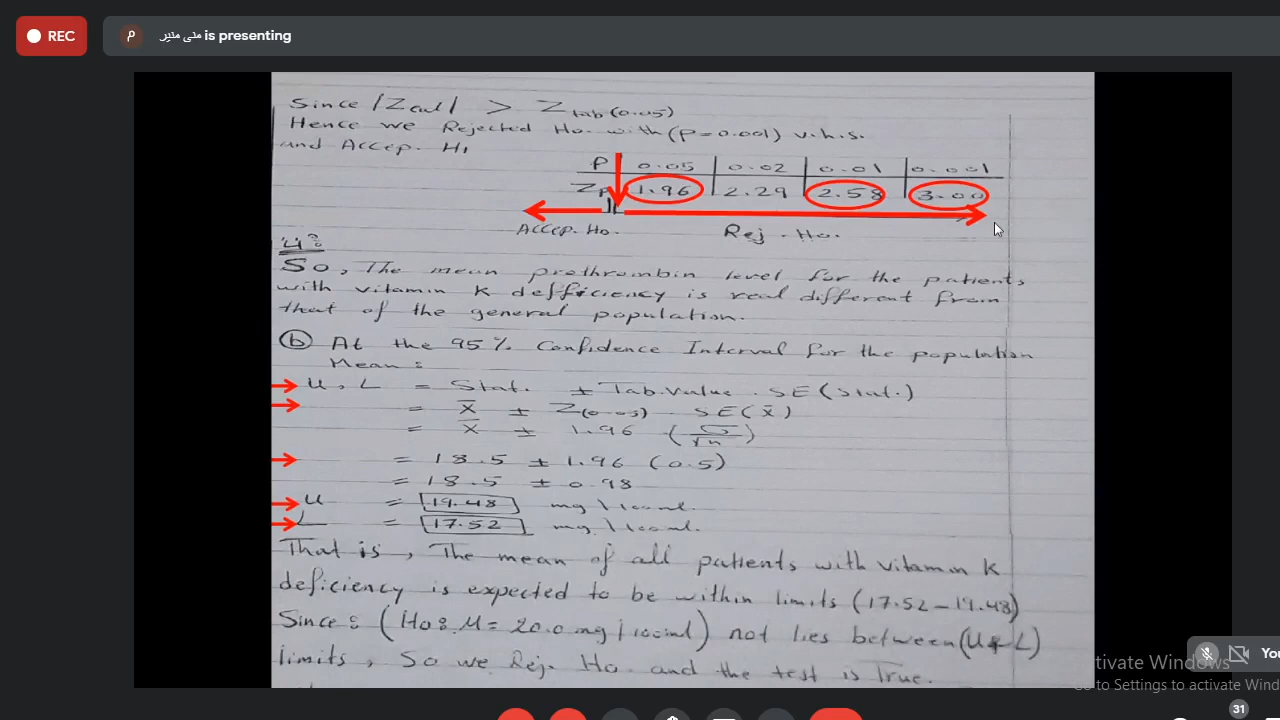 REC
منى منير is presenting
Since |Zcal| > Ztab(0.05)
Hence we Rejected Ho. with (P=0.001) v.h.s.
and Accep. H1
P 0.05 0.02 0.01 0.001
Zp 1.96 2.29 2.58 3.00
Accep. Ho. Rej. Ho.
4:
So, The mean prothrombin level for the patients
with vitamin K defficiency is real different from
that of the general population.
(b) At the 95% Confidence Interval for the population
Mean:
U, L = Stat. ± Tab.Value. SE(Stat.)
= X̄ ± Z(0.05) SE(x̄)
= X̄ ± 1.96 (σ/√n)
= 18.5 ± 1.96 (0.5)
= 18.5 ± 0.98
U = 19.48 mg\100ml.
L = 17.52 mg\100ml.
That is, The mean of all patients with vitamin K
deficiency is expected to be within limits (17.52-19.48)
Since: (Ho: M= 20.0 mg/100ml) not lies between (U & L)
limits, So we Rej. Ho and the test is True.
You
Activate Windows
Go to Settings to activate Wind
31